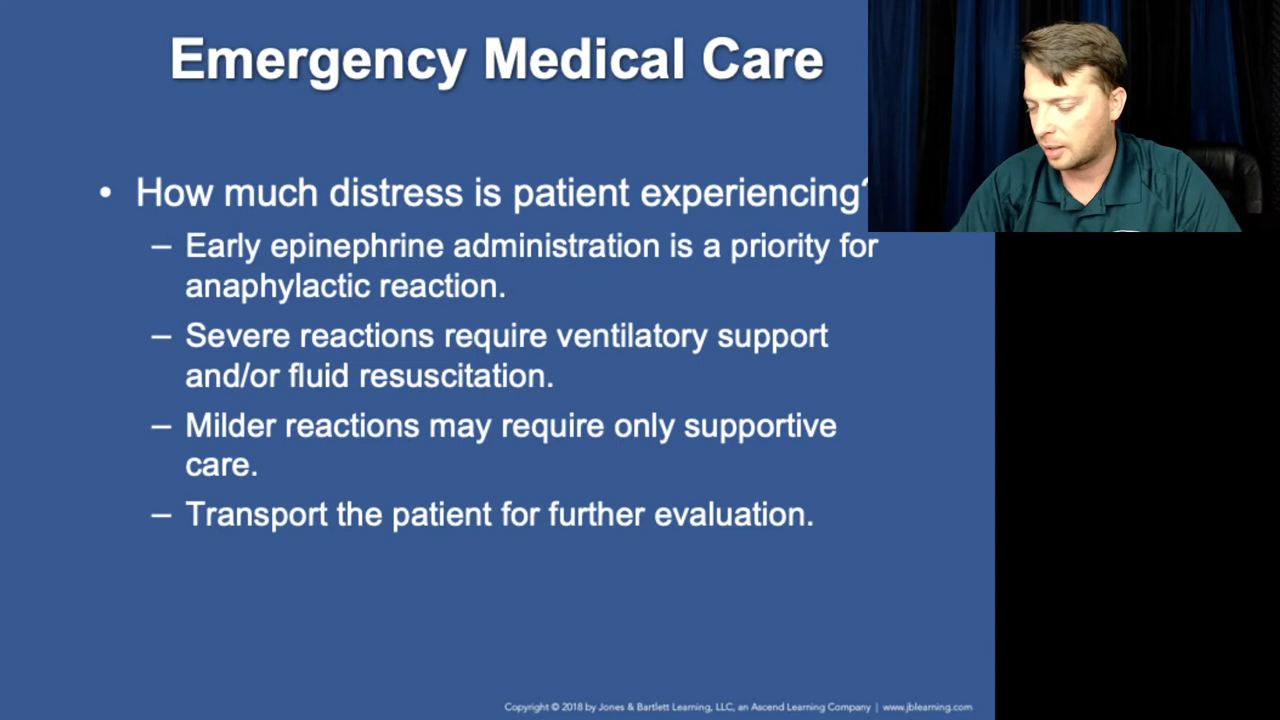 Emergency Medical Care
• How much distress is patient experiencing?
– Early epinephrine administration is a priority for
anaphylactic reaction.
– Severe reactions require ventilatory support
and/or fluid resuscitation.
– Milder reactions may require only supportive
care.
– Transport the patient for further evaluation.
Copyright © 2018 by Jones & Bartlett Learning, LLC, an Ascend Learning Company | www.jblearning.com